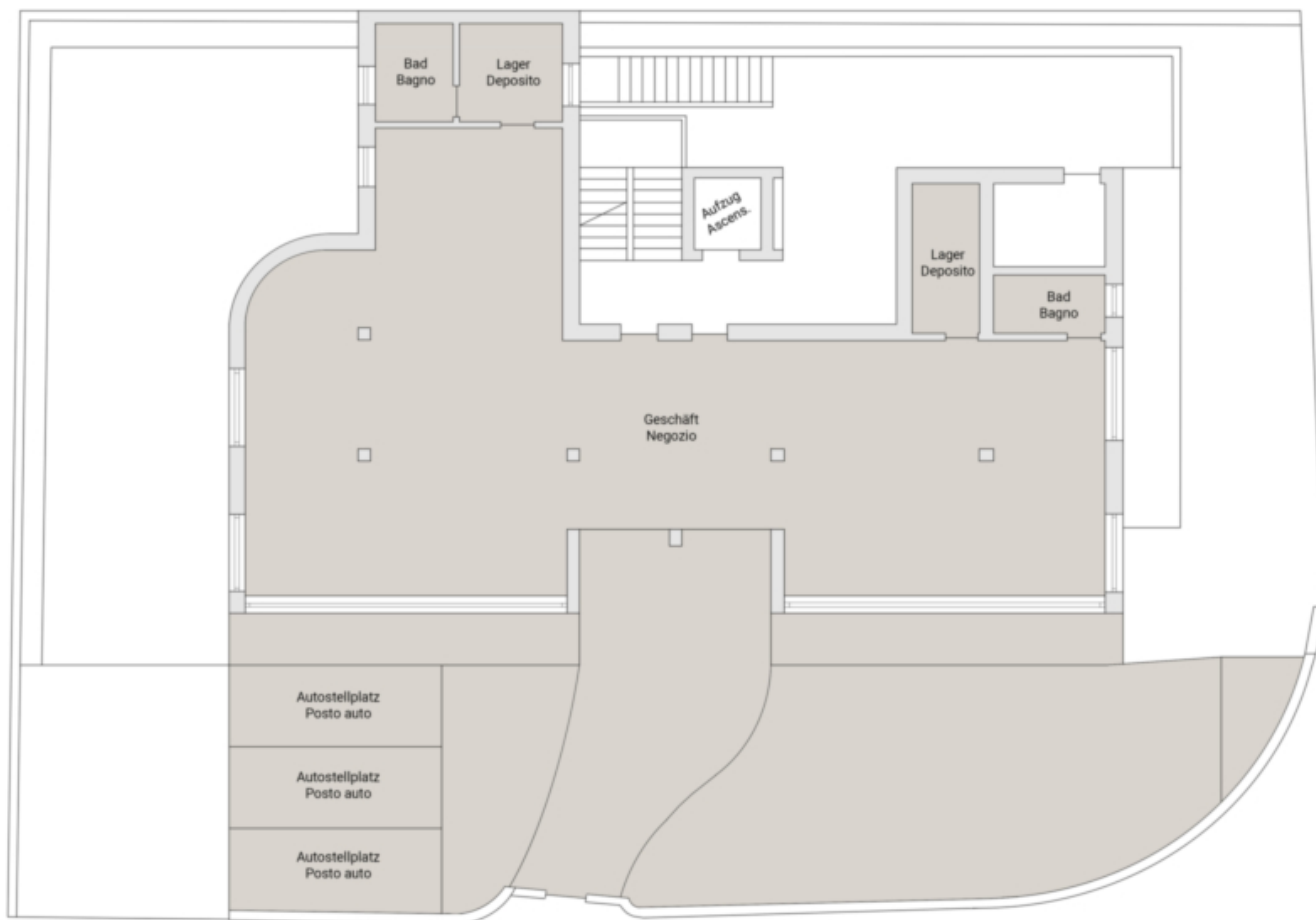 Bad
Bagno
Lager
Deposito
Aufzug
Ascens.
Lager
Deposito
Bad
Bagno
Geschäft
Negozio
Autostellplatz
Posto auto
Autostellplatz
Posto auto
Autostellplatz
Posto auto